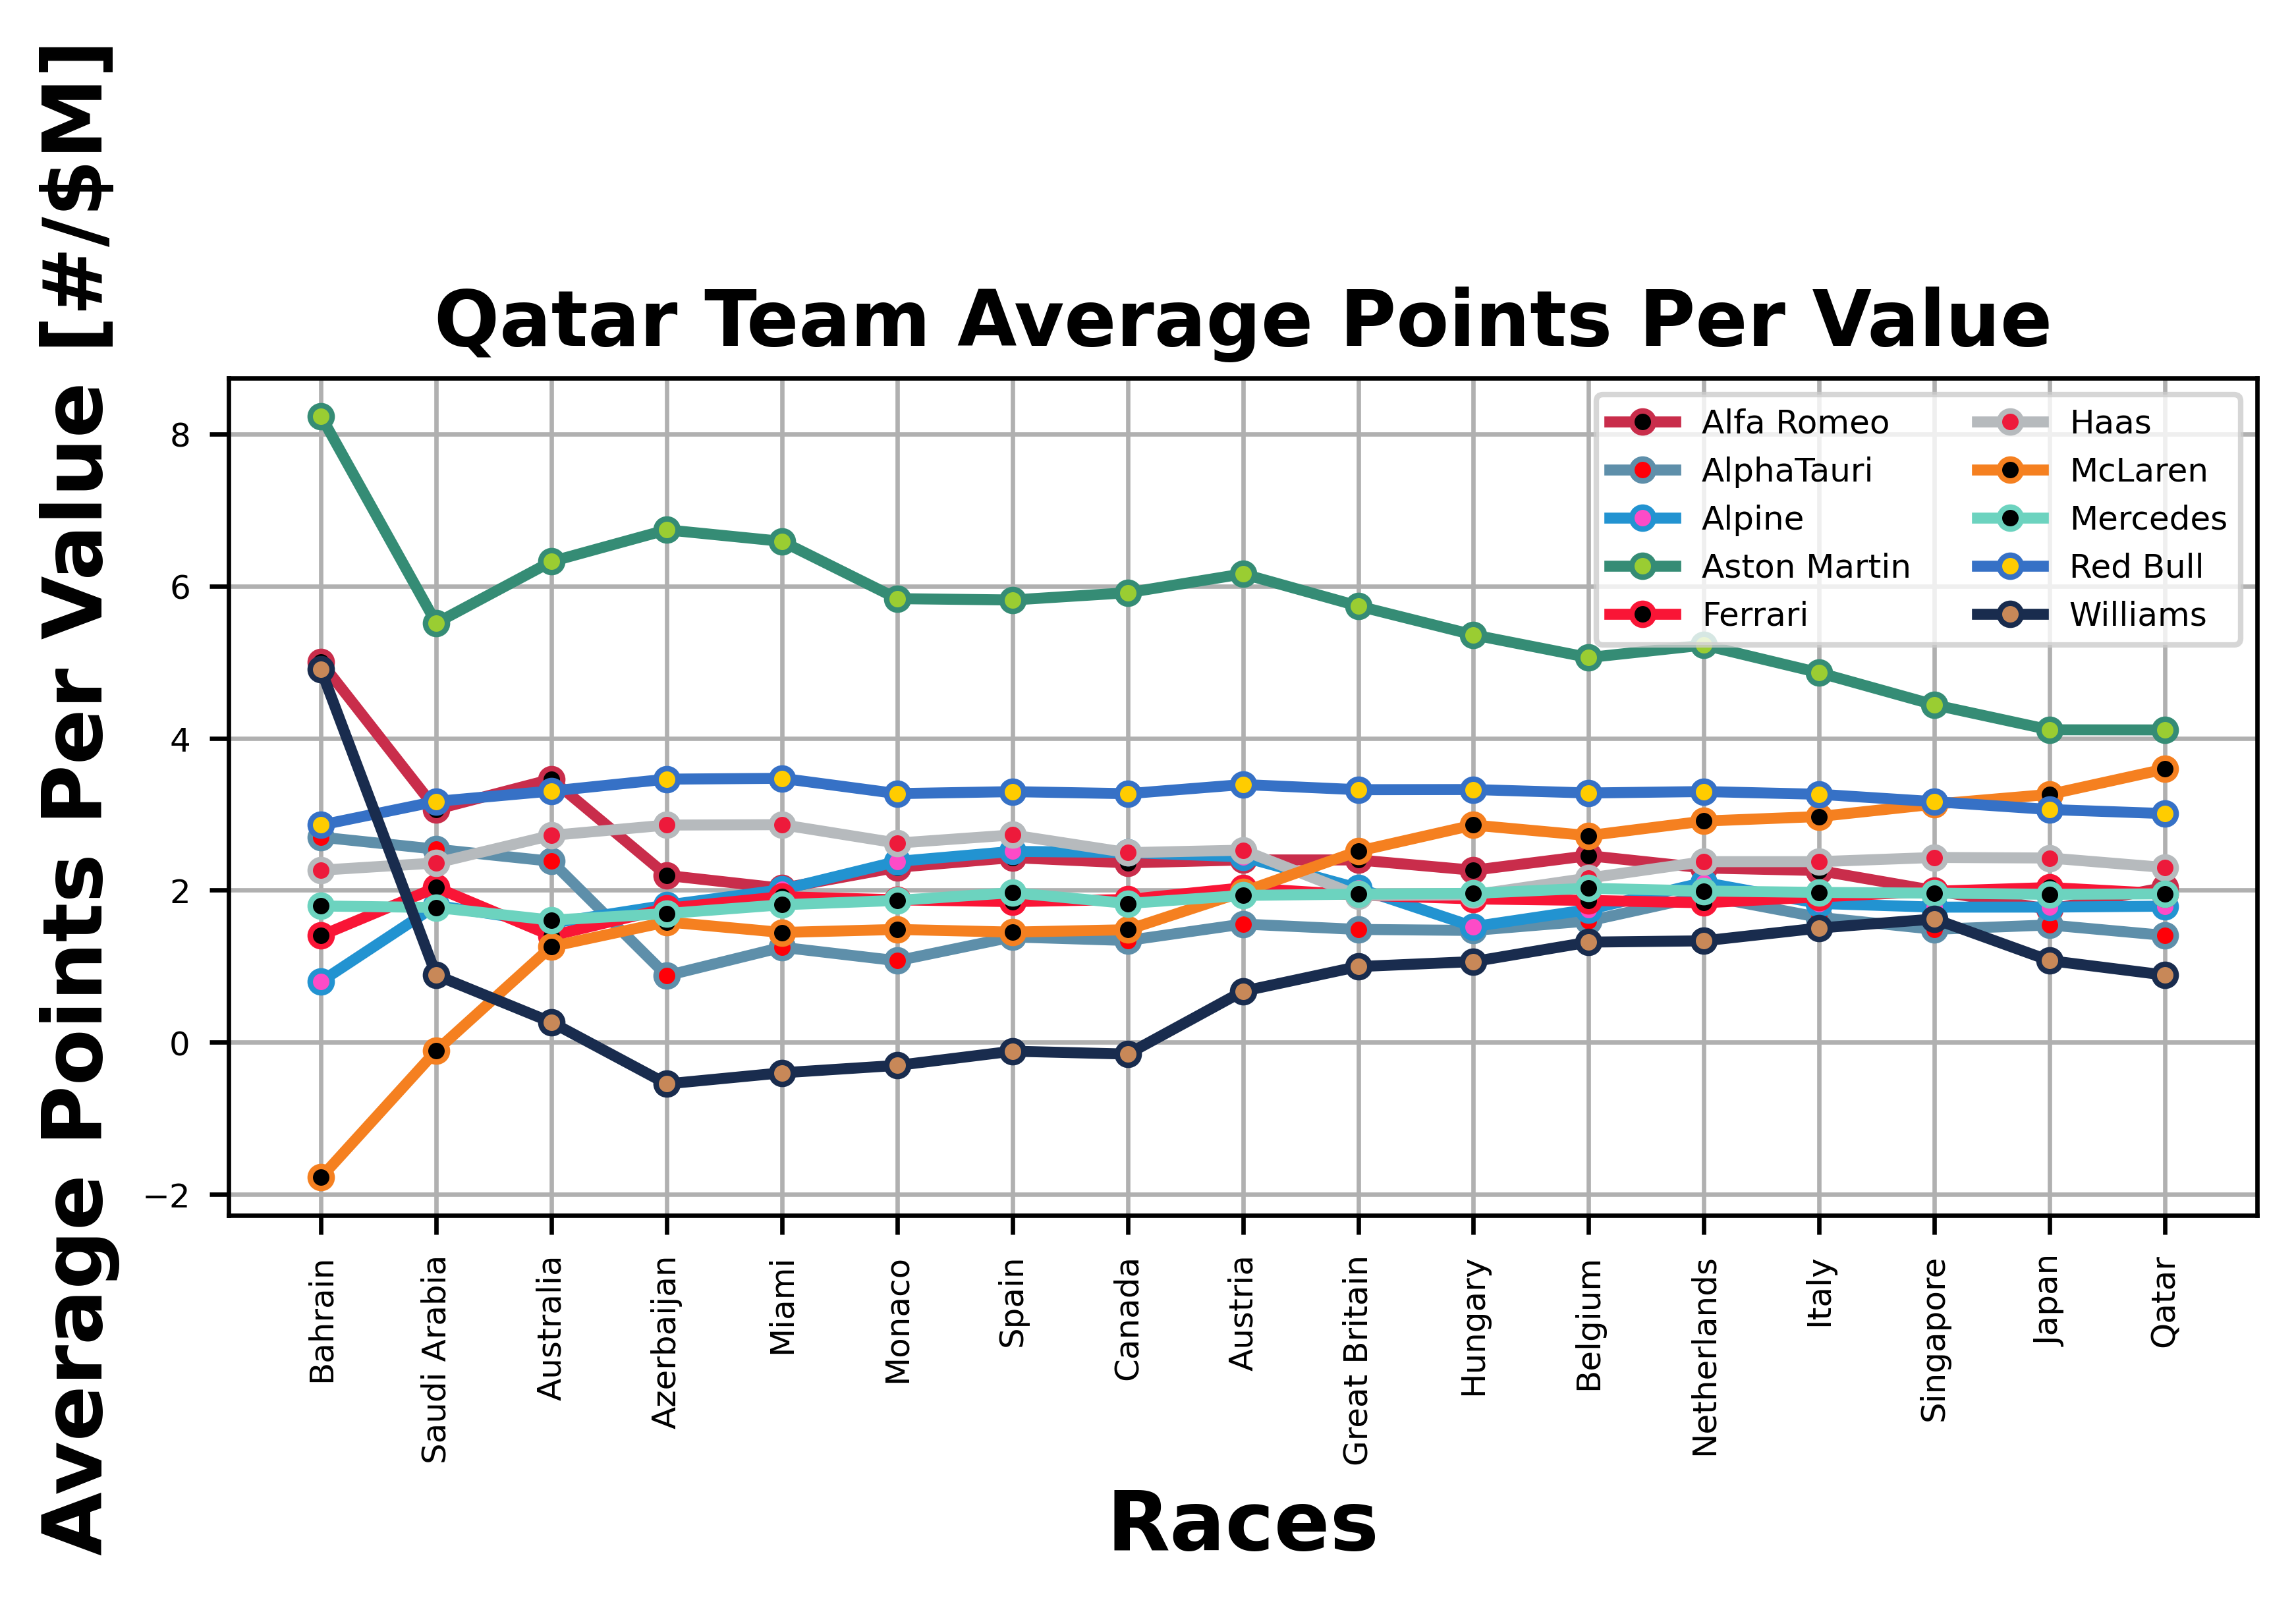 Qatar Team Average Points Per Value
Average Points Per Value [#/$M]
8
6
4
2
0
−2
Alfa Romeo
AlphaTauri
Alpine
Aston Martin
Ferrari
Haas
McLaren
Mercedes
Red Bull
Williams
Bahrain
Saudi Arabia
Australia
Azerbaijan
Miami
Monaco
Spain
Canada
Austria
Great Britain
Hungary
Belgium
Netherlands
Italy
Singapore
Japan
Qatar
Races